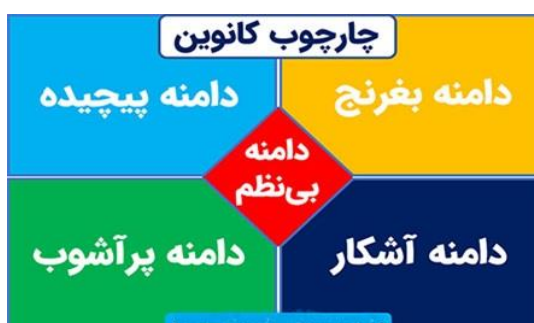 چارچوب کانوین
دامنه بغرنج
دامنه پیچیده
دامنه
بی‌نظم
دامنه آشکار
دامنه پرآشوب